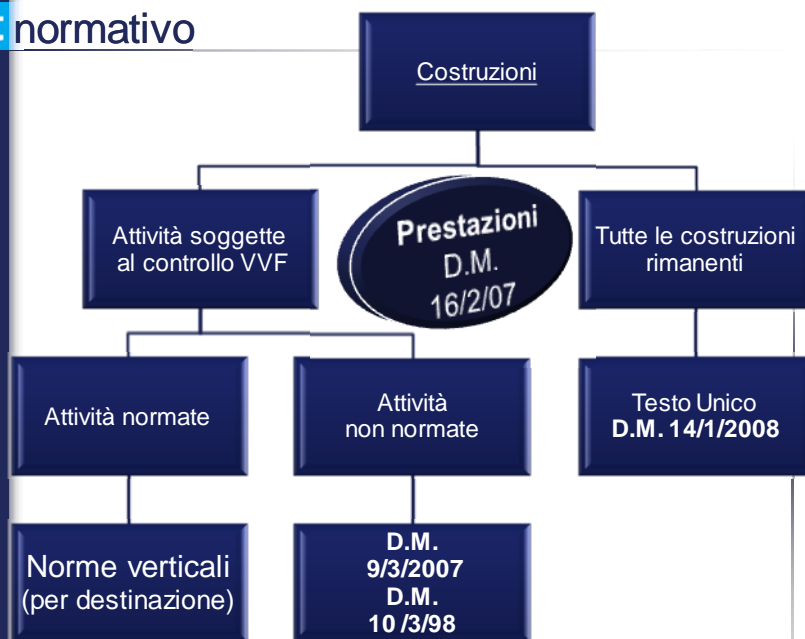 normativo
Costruzioni
Attività soggette
al controllo VVF
Prestazioni
D.M.
16/2/07
Tutte le costruzioni
rimanenti
Attività normate
Attività
non normate
Testo Unico
D.M. 14/1/2008
Norme verticali
(per destinazione)
D.M.
9/3/2007
D.M.
10 /3/98